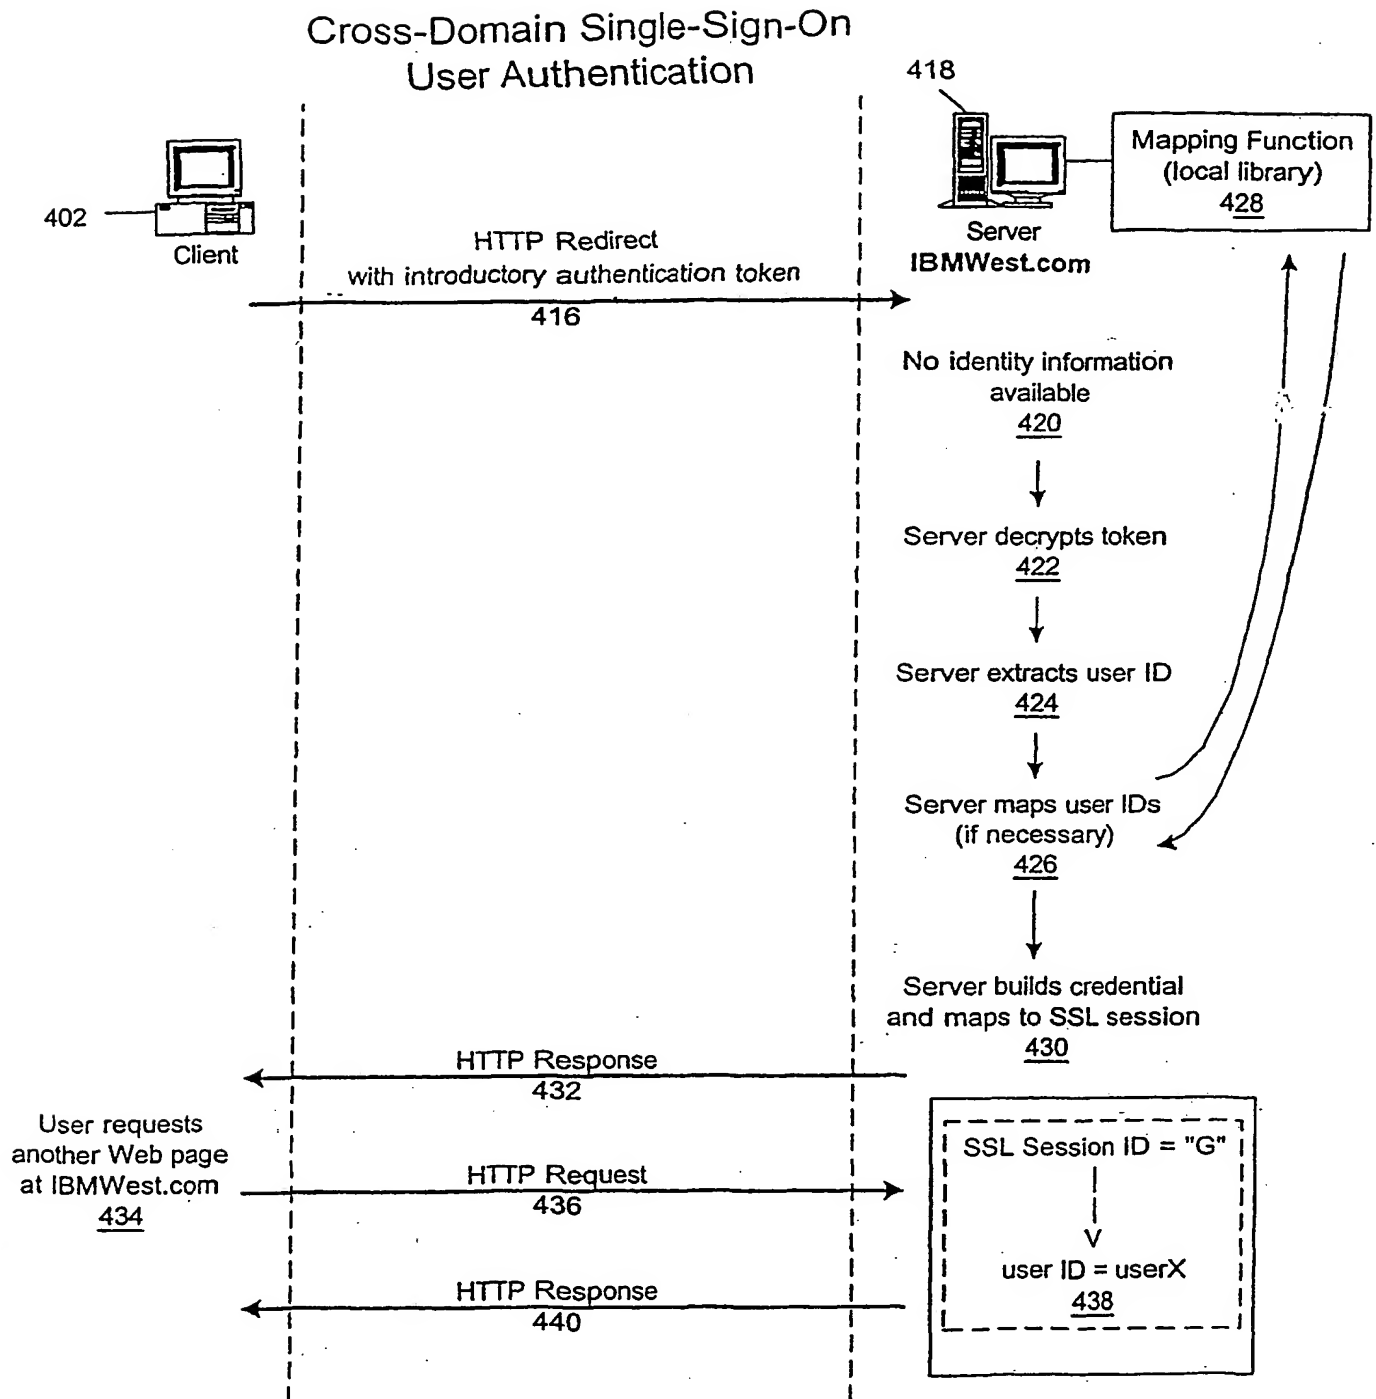 Cross-Domain Single-Sign-On
User Authentication
418
Mapping Function
(local library)
428
402
Client
Server
IBMWest.com
HTTP Redirect
with introductory authentication token
416
No identity information
available
420
Server decrypts token
422
Server extracts user ID
424
Server maps user IDs
(if necessary)
426
Server builds credential
and maps to SSL session
430
HTTP Response
432
User requests
another Web page
at IBMWest.com
434
HTTP Request
436
SSL Session ID = "G"
user ID = userX
438
HTTP Response
440